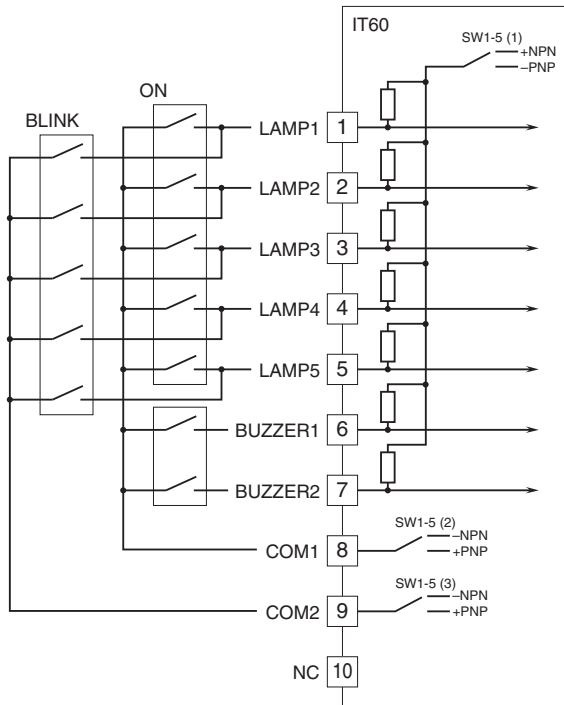 IT60
SW1-5 (1)
+NPN
–PNP
ON
BLINK
LAMP1 1
LAMP2 2
LAMP3 3
LAMP4 4
LAMP5 5
BUZZER1 6
BUZZER2 7
SW1-5 (2)
–NPN
+PNP
COM1 8
SW1-5 (3)
–NPN
+PNP
COM2 9
NC 10